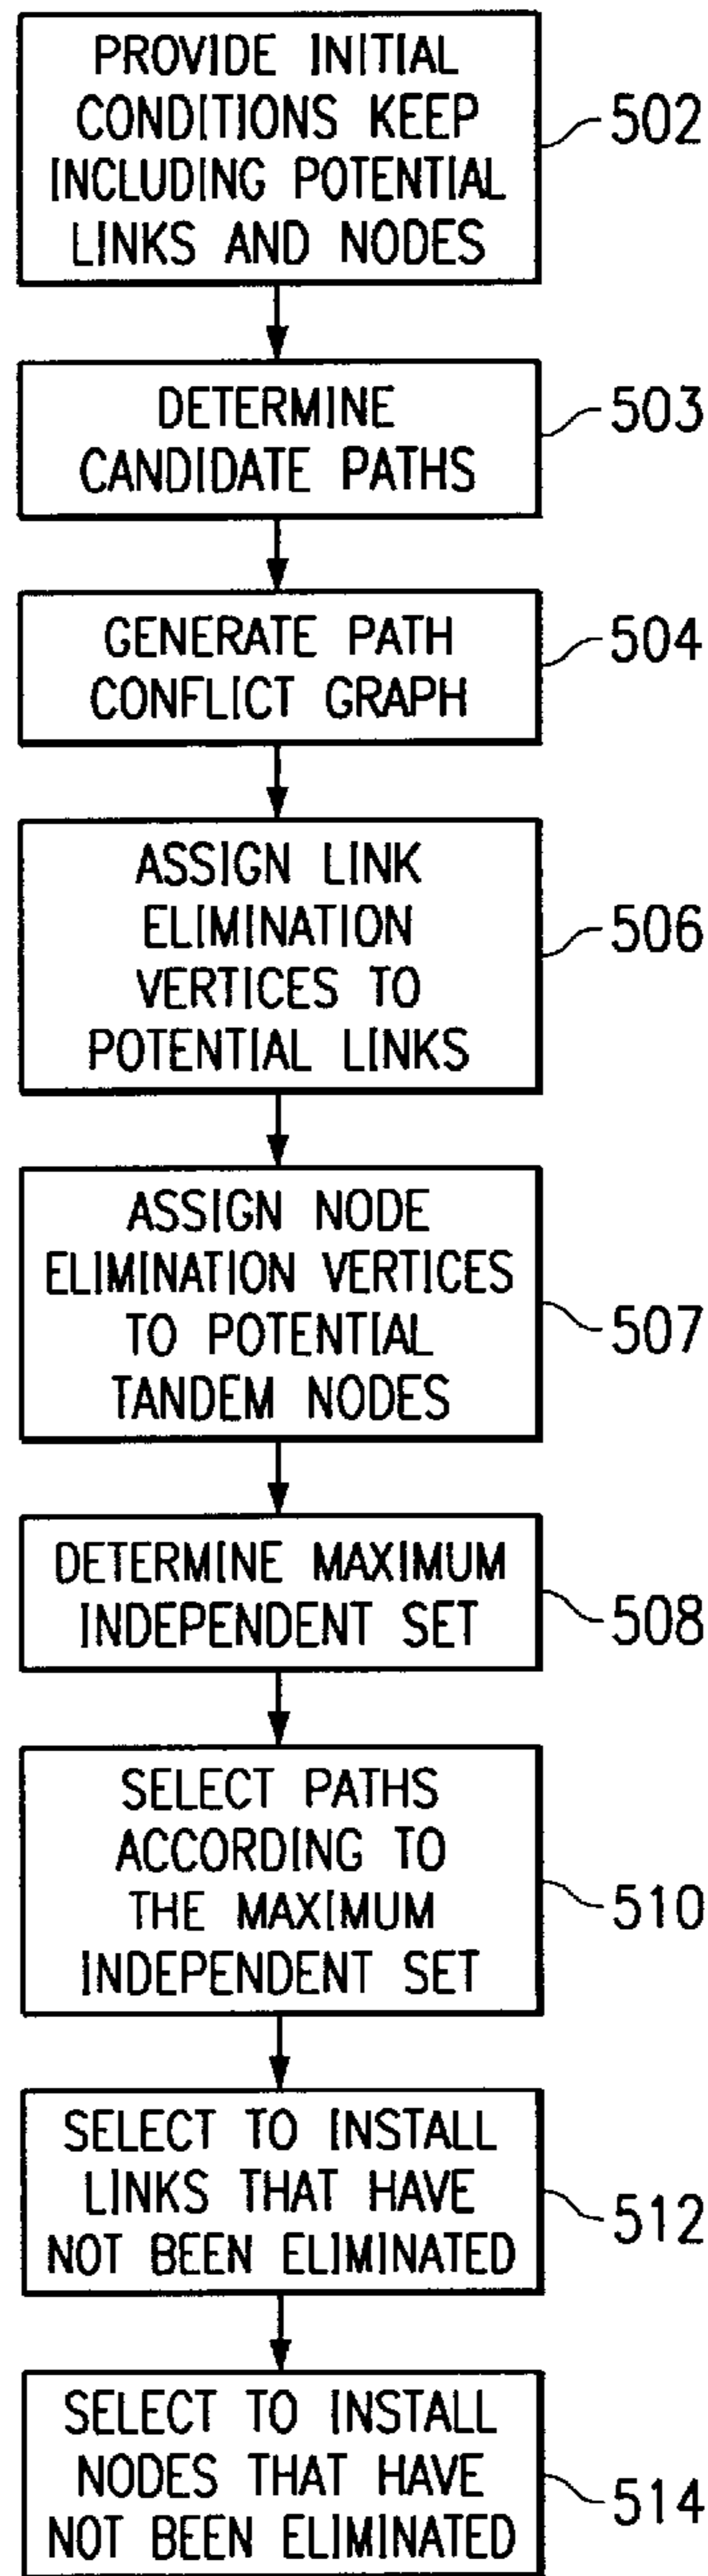 PROVIDE INITIAL
CONDITIONS KEEP
INCLUDING POTENTIAL
LINKS AND NODES
502
DETERMINE
CANDIDATE PATHS
503
GENERATE PATH
CONFLICT GRAPH
504
ASSIGN LINK
ELIMINATION
VERTICES TO
POTENTIAL LINKS
506
ASSIGN NODE
ELIMINATION VERTICES
TO POTENTIAL
TANDEM NODES
507
DETERMINE MAXIMUM
INDEPENDENT SET
508
SELECT PATHS
ACCORDING TO
THE MAXIMUM
INDEPENDENT SET
510
SELECT TO INSTALL
LINKS THAT HAVE
NOT BEEN ELIMINATED
512
SELECT TO INSTALL
NODES THAT HAVE
NOT BEEN ELIMINATED
514